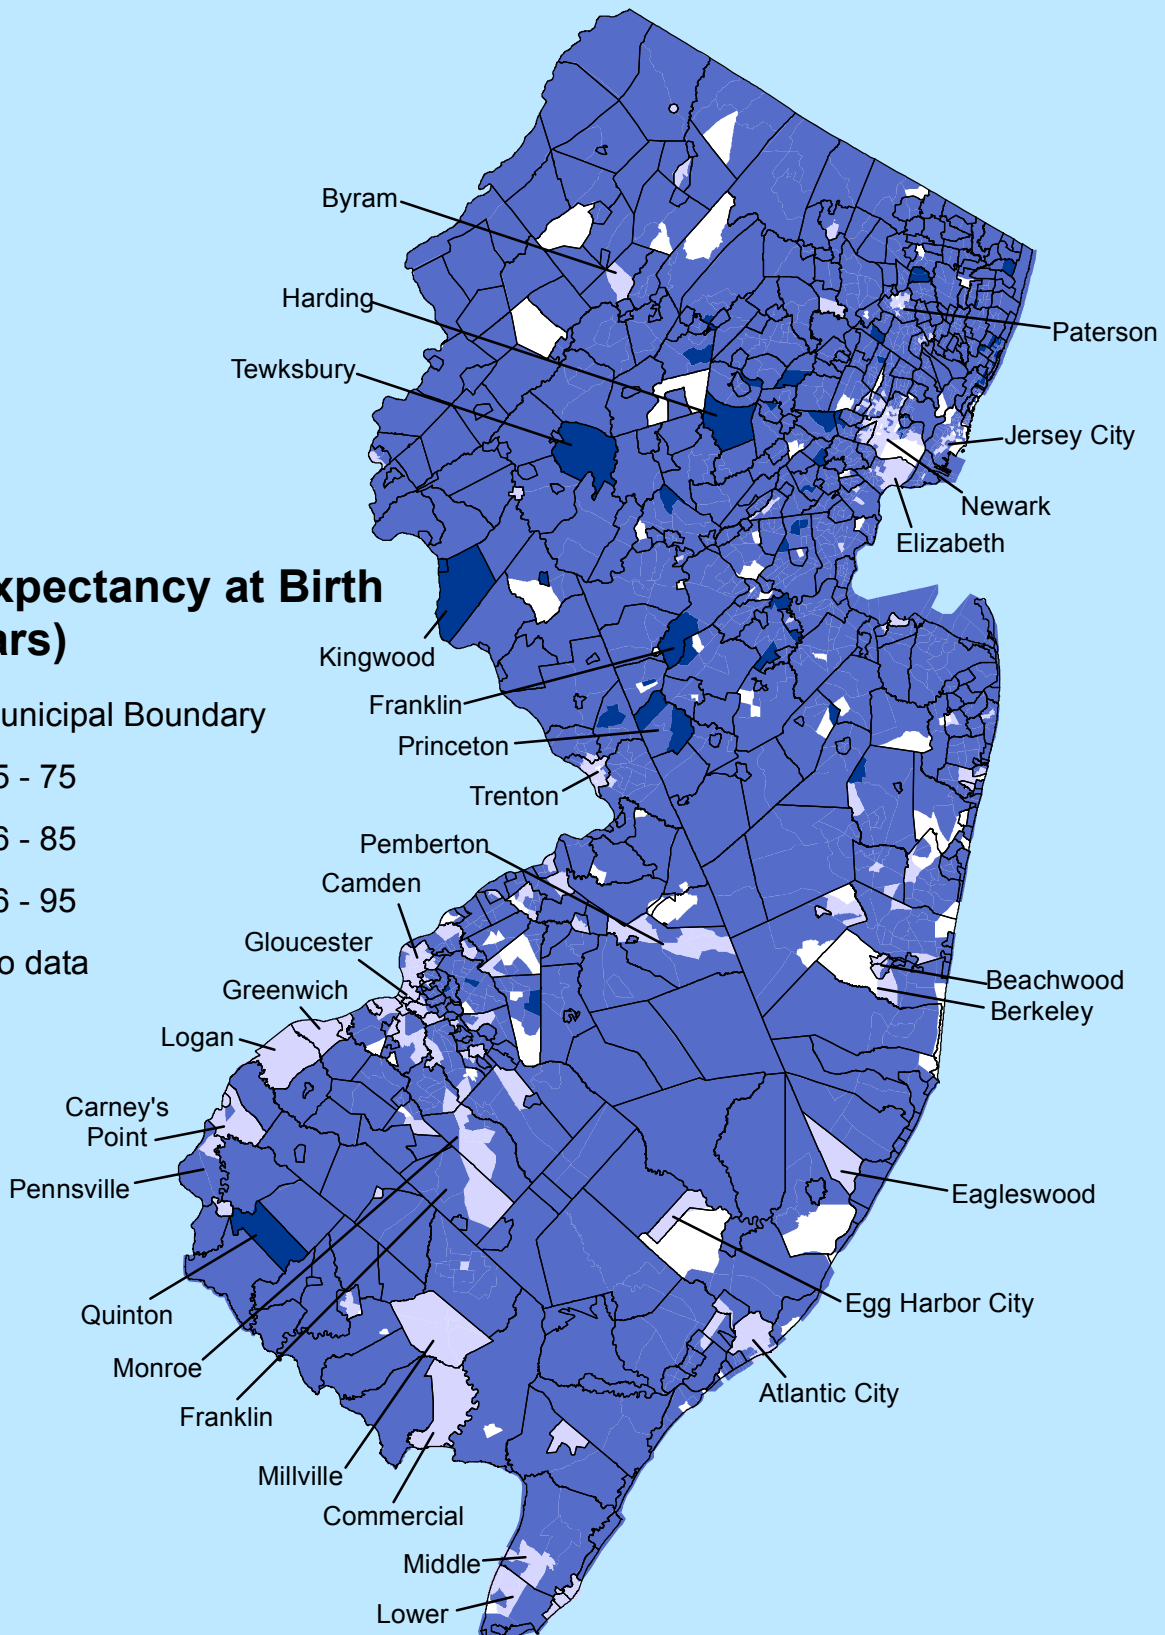 Byram
Harding
Paterson
Tewksbury
Jersey City
Newark
Elizabeth
xpectancy at Birth
ars)
Kingwood
Franklin
unicipal Boundary
Princeton
5 - 75
Trenton
6 - 85
Pemberton
Camden
6 - 95
Gloucester
o data
Greenwich
Beachwood
Berkeley
Logan
Carney's
Point
Pennsville
Eagleswood
Quinton
Egg Harbor City
Monroe
Atlantic City
Franklin
Millville
Commercial
Middle
Lower